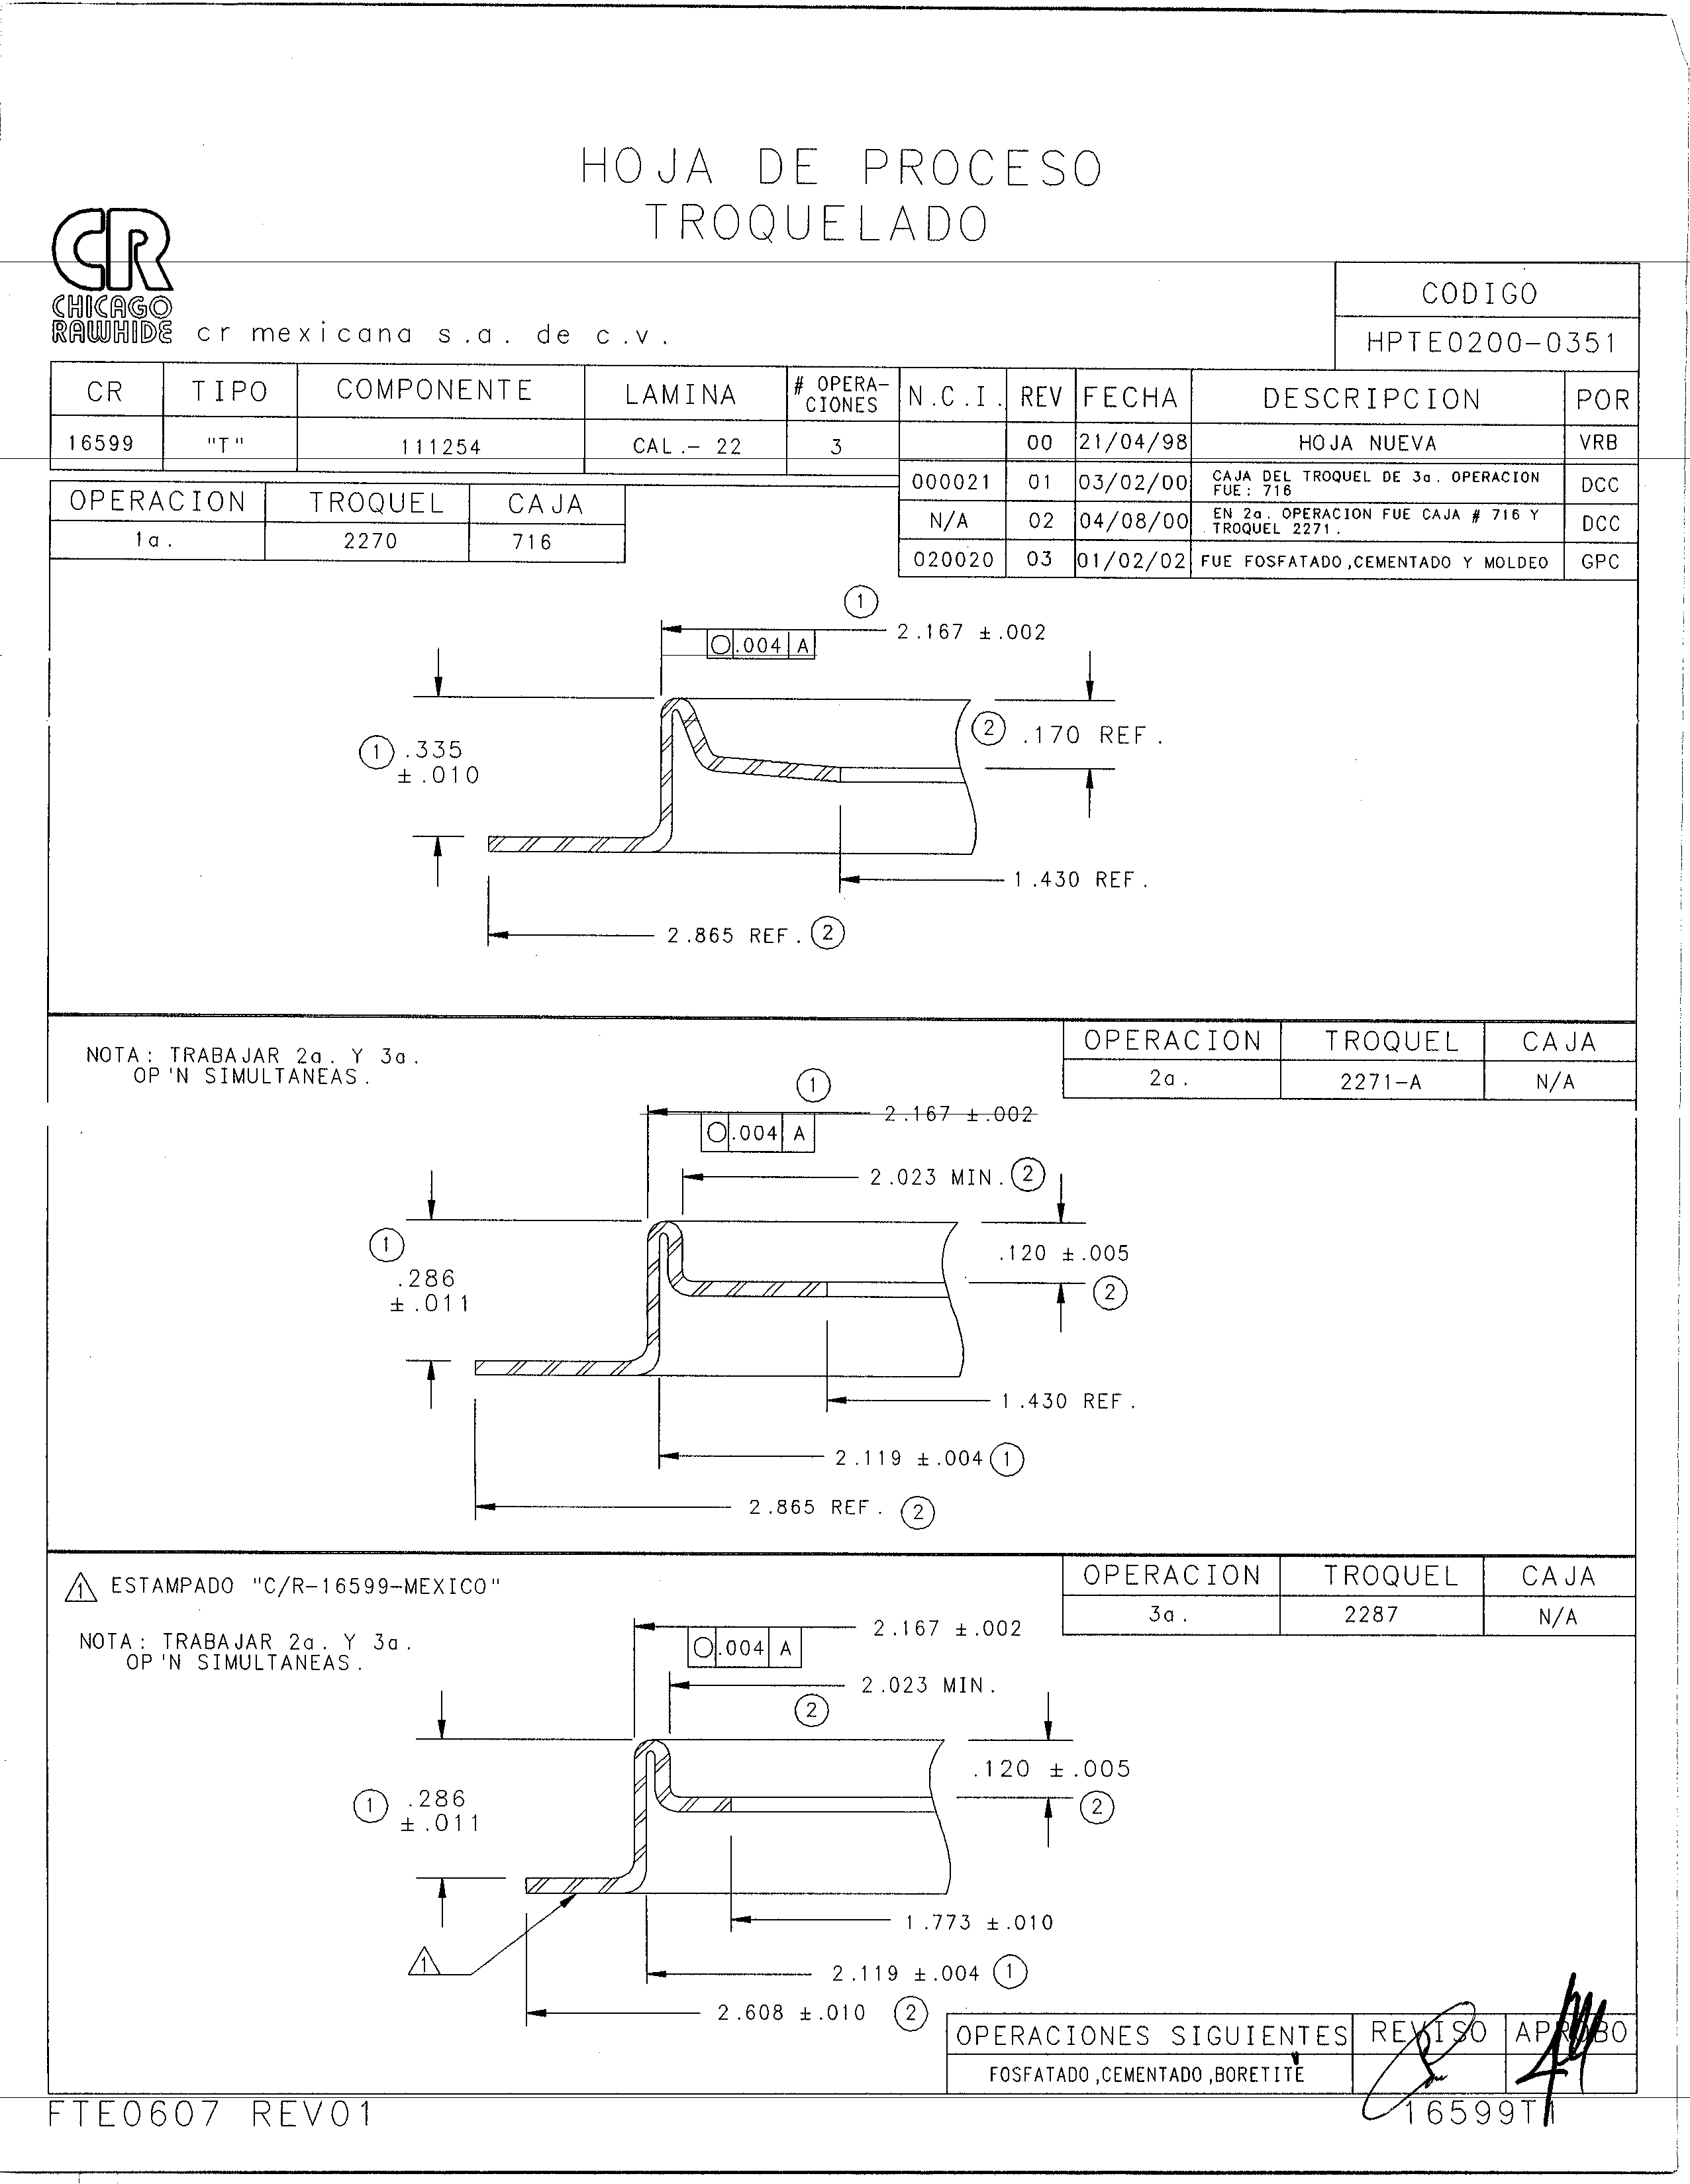 HOJA DE PROCESO
TROQUELADO
CR
CHICAGO
RAWHIDE
cr mexicana s.a. de c.v.
CODIGO
HPTE0200-0351
CR TIPO COMPONENTE LAMINA # OPERA-CIONES N.C.I. REV FECHA DESCRIPCION POR
16599 "T" 111254 CAL.- 22 3 00 21/04/98 HOJA NUEVA VRB
000021 01 03/02/00 CAJA DEL TROQUEL DE 3a. OPERACION
FUE: 716 DCC
N/A 02 04/08/00 EN 2a. OPERACION FUE CAJA # 716 Y
TROQUEL 2271. DCC
020020 03 01/02/02 FUE FOSFATADO,CEMENTADO Y MOLDEO GPC
OPERACION TROQUEL CAJA
1a. 2270 716
1
2.167 ±.002
.004 A
1 .335
±.010
2 .170 REF.
1.430 REF.
2.865 REF. 2
NOTA: TRABAJAR 2a. Y 3a.
OP'N SIMULTANEAS.
OPERACION TROQUEL CAJA
2a. 2271-A N/A
1
2.167 ±.002
.004 A
2.023 MIN. 2
1
.286
±.011
.120 ±.005
2
1.430 REF.
2.119 ±.004 1
2.865 REF. 2
1 ESTAMPADO "C/R-16599-MEXICO"
NOTA: TRABAJAR 2a. Y 3a.
OP'N SIMULTANEAS.
OPERACION TROQUEL CAJA
3a. 2287 N/A
2.167 ±.002
.004 A
2.023 MIN.
2
1 .286
±.011
.120 ±.005
2
1.773 ±.010
1
2.119 ±.004 1
2.608 ±.010 2
OPERACIONES SIGUIENTES REVISO APROBO
FOSFATADO,CEMENTADO,BORETITE
FTE0607 REV01
16599T1